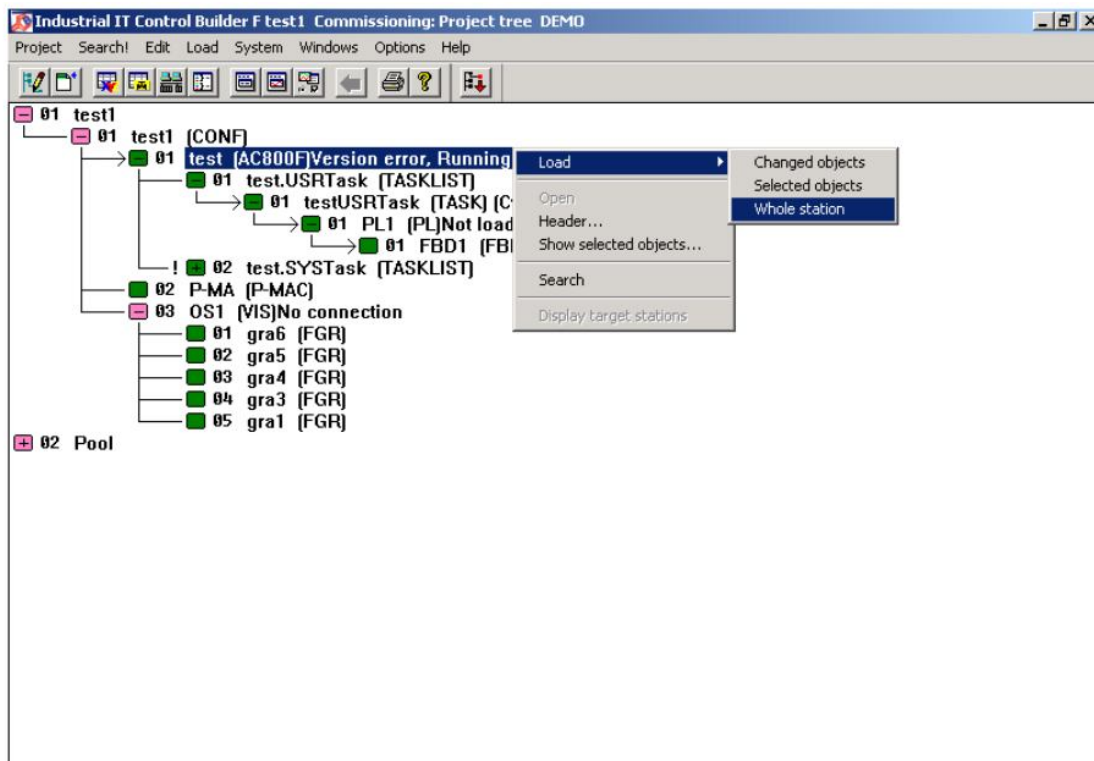 Industrial IT Control Builder F test1 Commissioning: Project tree DEMO
Project Search! Edit Load System Windows Options Help
01 test1
01 test1 (CONF)
01 test (AC800F)Version error, Running
01 test.USRTask (TASKLIST)
01 testUSRTask (TASK) (C
01 PL1 (PL)Not load
01 FBD1 (FB
! 02 test.SYSTask (TASKLIST)
02 P-MA (P-MAC)
03 OS1 (VIS)No connection
01 gra6 (FGR)
02 gra5 (FGR)
03 gra4 (FGR)
04 gra3 (FGR)
05 gra1 (FGR)
02 Pool
Load
Open
Header...
Show selected objects...
Search
Display target stations
Changed objects
Selected objects
Whole station